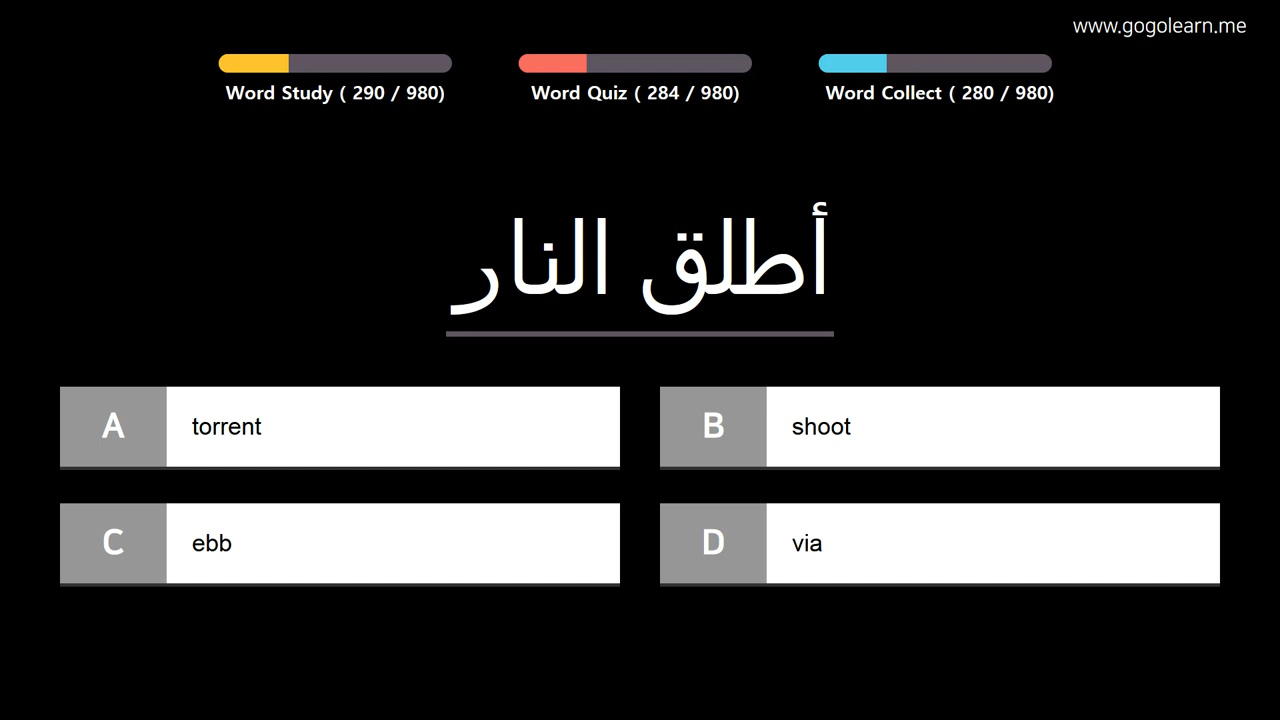 www.gogolearn.me
Word Study ( 290 / 980)
Word Quiz ( 284 / 980)
Word Collect ( 280 / 980)
أطلق النار
A torrent
B shoot
C ebb
D via